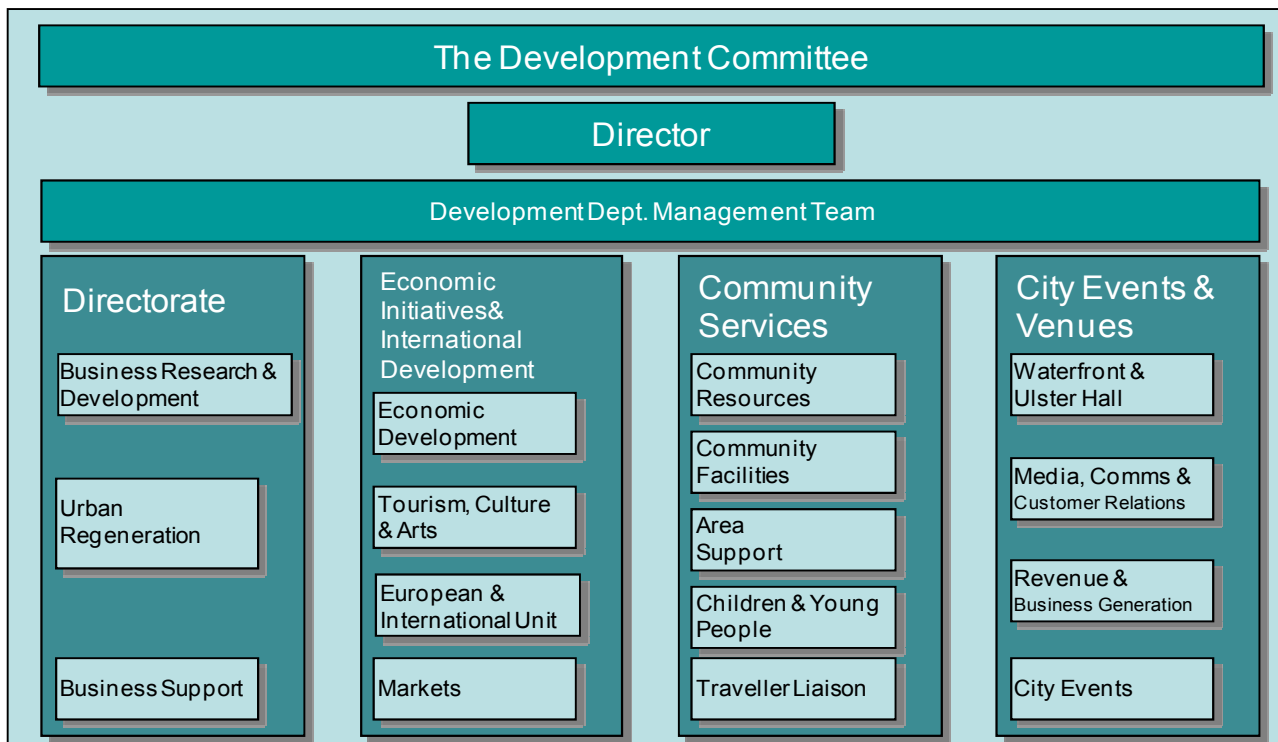 The Development Committee
Director
Development Dept. Management Team
Directorate
Business Research &
Development
Urban
Regeneration
Business Support
Economic
Initiatives&
International
Development
Economic
Development
Tourism, Culture
& Arts
European &
International Unit
Markets
Community
Services
Community
Resources
Community
Facilities
Area
Support
Children & Young
People
Traveller Liaison
City Events &
Venues
Waterfront &
Ulster Hall
Media, Comms &
Customer Relations
Revenue &
Business Generation
City Events